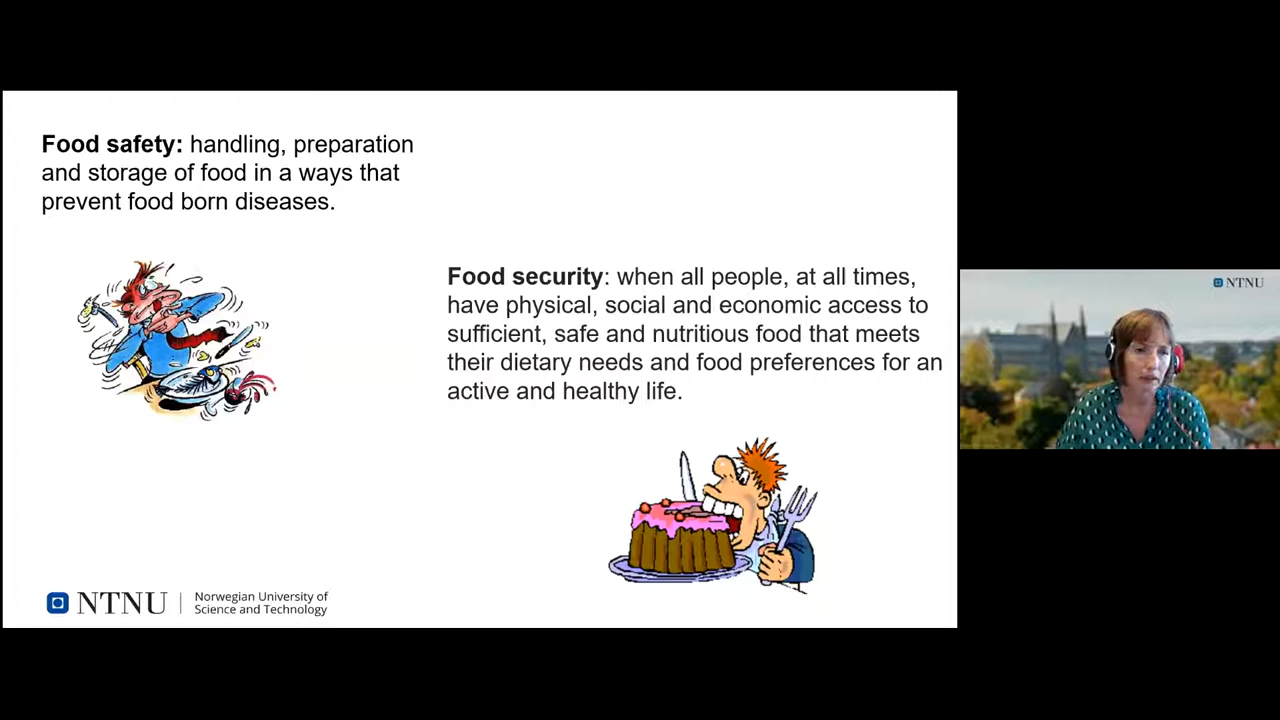 Food safety: handling, preparation
and storage of food in a ways that
prevent food born diseases.
Food security: when all people, at all times,
have physical, social and economic access to
sufficient, safe and nutritious food that meets
their dietary needs and food preferences for an
active and healthy life.
NTNU
Norwegian University of
Science and Technology
NTNU